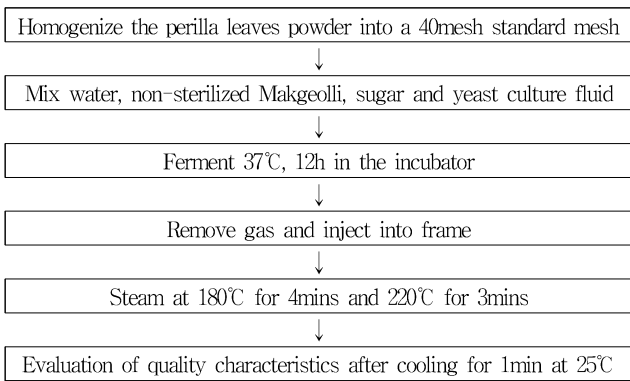 Homogenize the perilla leaves powder into a 40mesh standard mesh
Mix water, non-sterilized Makgeolli, sugar and yeast culture fluid
Ferment 37℃, 12h in the incubator
Remove gas and inject into frame
Steam at 180℃ for 4mins and 220℃ for 3mins
Evaluation of quality characteristics after cooling for 1min at 25℃